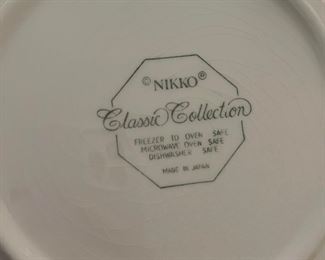 © NIKKO®
Classic Collection
FREEZER TO OVEN SAFE
MICROWAVE OVEN SAFE
DISHWASHER SAFE
MADE IN JAPAN